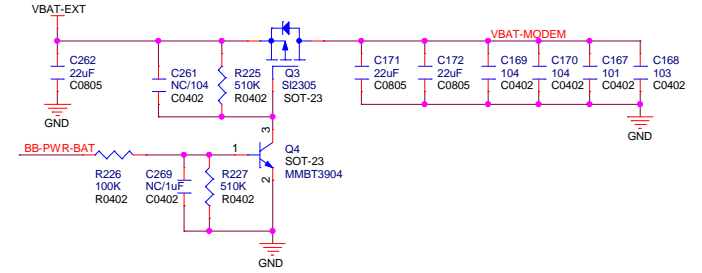 VBAT-EXT
VBAT-MODEM
C262
22uF
C0805
GND
C261
NC/104
C0402
R225
510K
R0402
Q3
SI2305
SOT-23
C171
22uF
C0805
C172
22uF
C0805
C169
104
C0402
C170
104
C0402
C167
101
C0402
C168
103
C0402
GND
BB-PWR-BAT
R226
100K
R0402
C269
NC/1uF
C0402
R227
510K
R0402
1
3
2
Q4
SOT-23
MMBT3904
GND